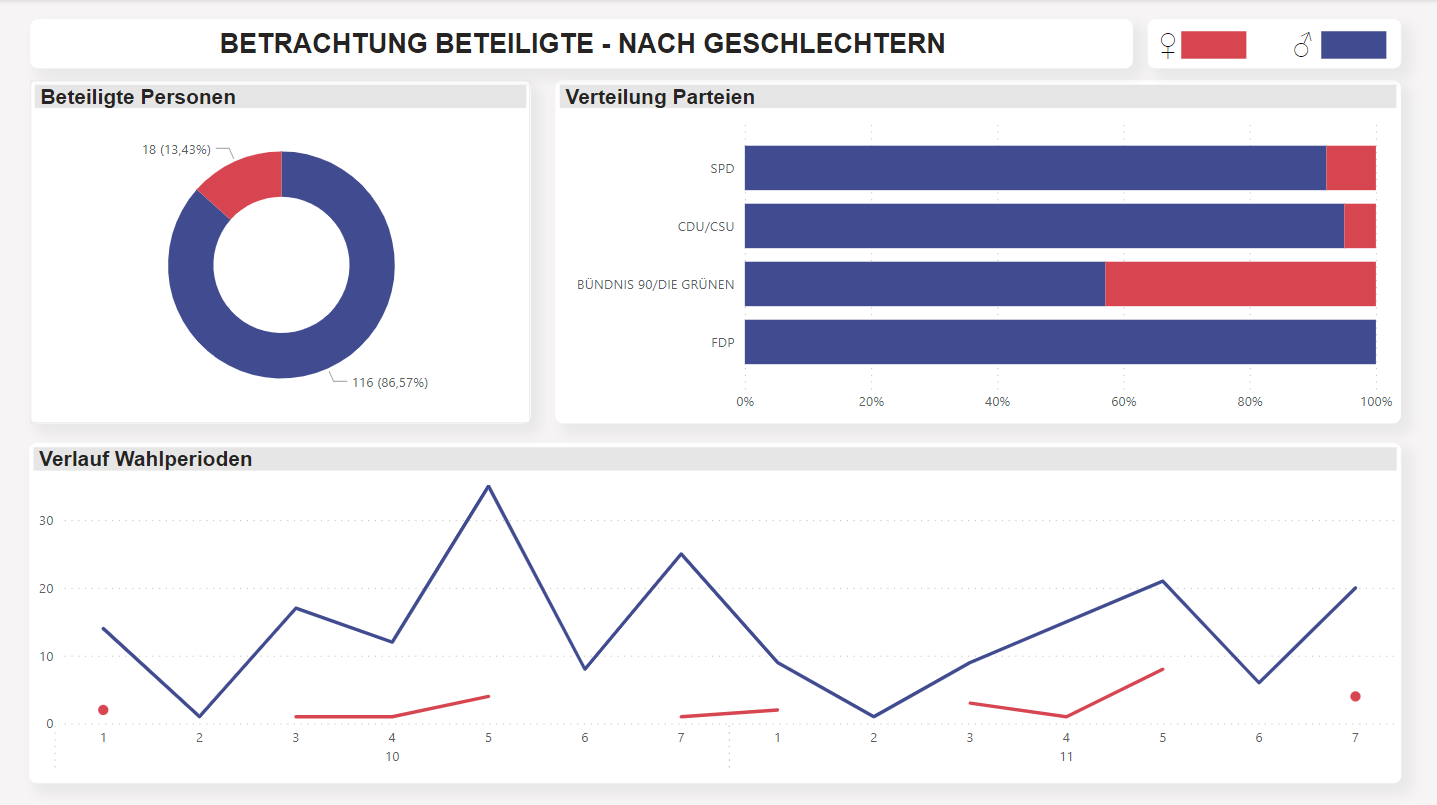 BETRACHTUNG BETEILIGTE - NACH GESCHLECHTERN
♀
♂
Beteiligte Personen
18 (13,43%)
116 (86,57%)
Verteilung Parteien
SPD
CDU/CSU
BÜNDNIS 90/DIE GRÜNEN
FDP
0% 20% 40% 60% 80% 100%
Verlauf Wahlperioden
30
20
10
0
1 2 3 4 5 6 7 1 2 3 4 5 6 7
10 11